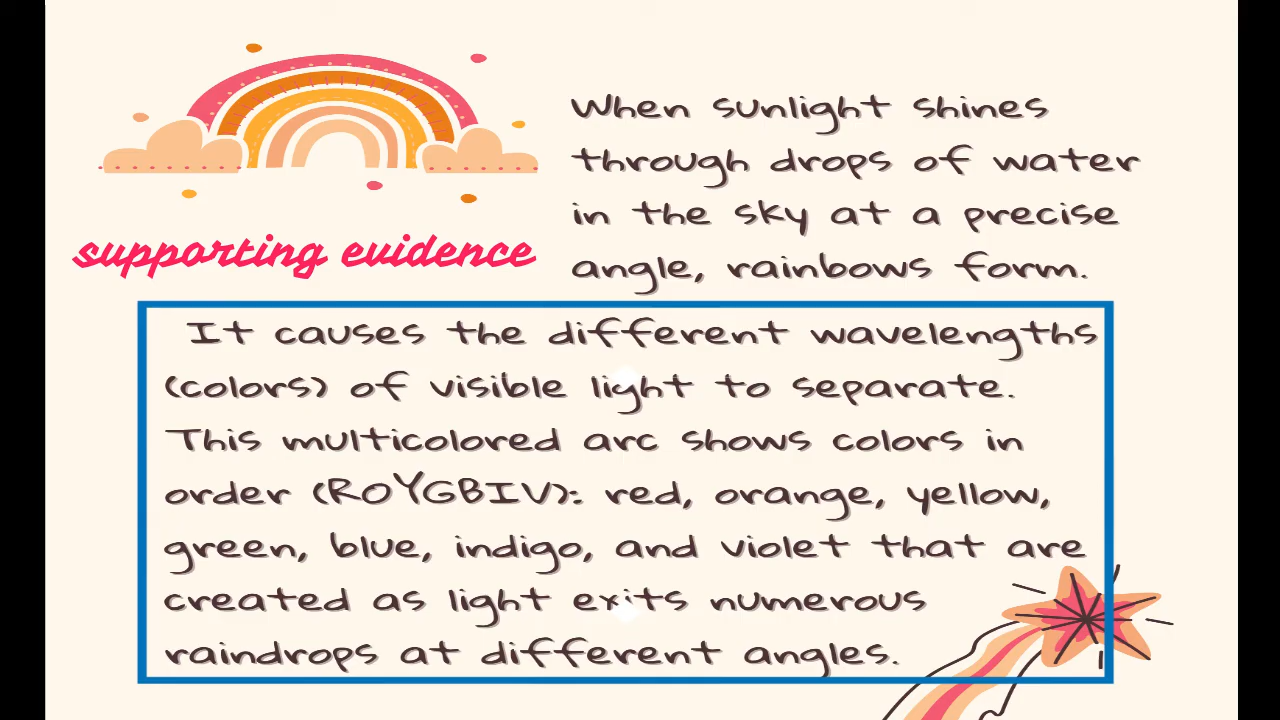 When sunlight shines
through drops of water
in the sky at a precise
angle, rainbows form.
supporting evidence
It causes the different wavelengths
(colors) of visible light to separate.
This multicolored arc shows colors in
order (ROYGBIV): red, orange, yellow,
green, blue, indigo, and violet that are
created as light exits numerous
raindrops at different angles.